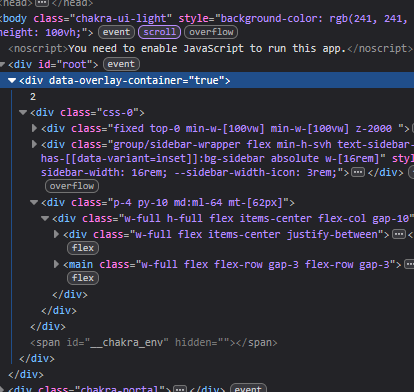 head>⋯</head>
<body class="chakra-ui-light" style="background-color: rgb(241, 241,
height: 100vh;"> event scroll overflow
<noscript>You need to enable JavaScript to run this app.</noscript>
<div id="root"> event
<div data-overlay-container="true">
2
<div class="css-0">
<div class="fixed top-0 min-w-[100vw] min-w-[100vw] z-2000 ">⋯
<div class="group/sidebar-wrapper flex min-h-svh text-sidebar-
has-[[data-variant=inset]]:bg-sidebar absolute w-[16rem]" styl
sidebar-width: 16rem; --sidebar-width-icon: 3rem;">⋯</div>
overflow
<div class="p-4 py-10 md:ml-64 mt-[62px]">
<div class="w-full h-full flex items-center flex-col gap-10"
<div class="w-full flex items-center justify-between">⋯
flex
<main class="w-full flex flex-row gap-3 flex-row gap-3">⋯
flex
</div>
</div>
</div>
<span id="__chakra_env" hidden=""></span>
</div>
</div>
<div class="chakra-portal">⋯</div> event